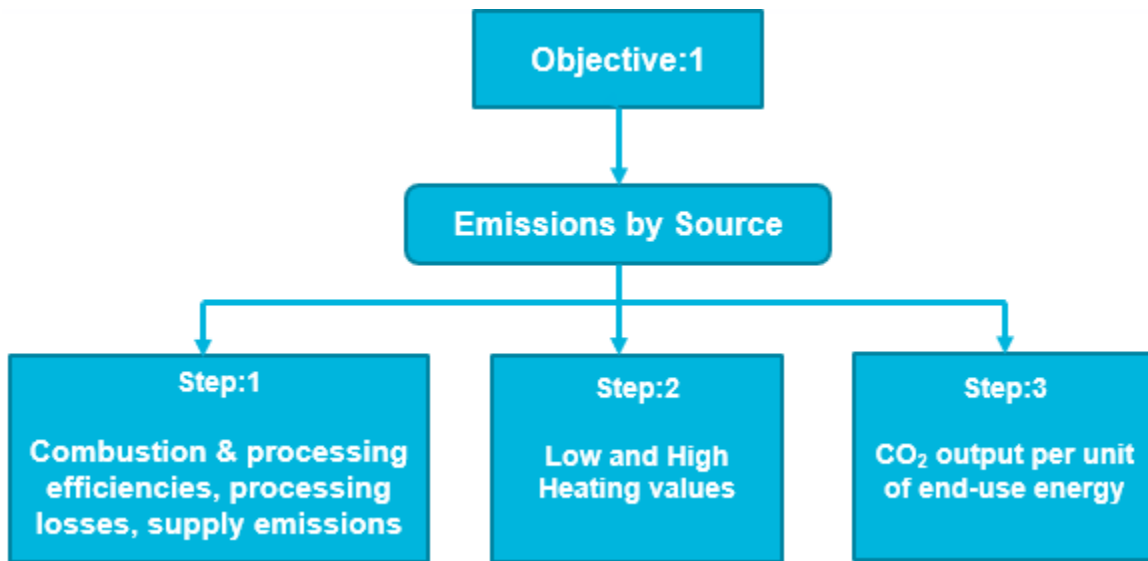 Objective:1
Emissions by Source
Step:1
Combustion & processing
efficiencies, processing
losses, supply emissions
Step:2
Low and High
Heating values
Step:3
CO₂ output per unit
of end-use energy